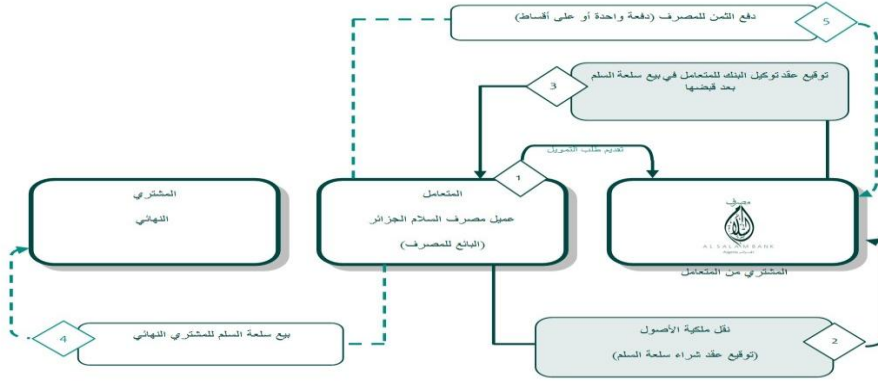 دفع الثمن للمصرف (دفعة واحدة أو على أقساط)
5
توقيع عقد توكيل البنك للمتعامل في بيع سلعة السلم
بعد قبضها
3
تقديم طلب التمويل
1
المتعامل
عميل مصرف السلام الجزائر
(البائع للمصرف)
المشتري
النهائي
مصرف
السلام
AL SALAM BANK
Algeria
المشتري من المتعامل
نقل ملكية الأصول
(توقيع عقد شراء سلعة السلم)
2
بيع سلعة السلم للمشتري النهائي
4